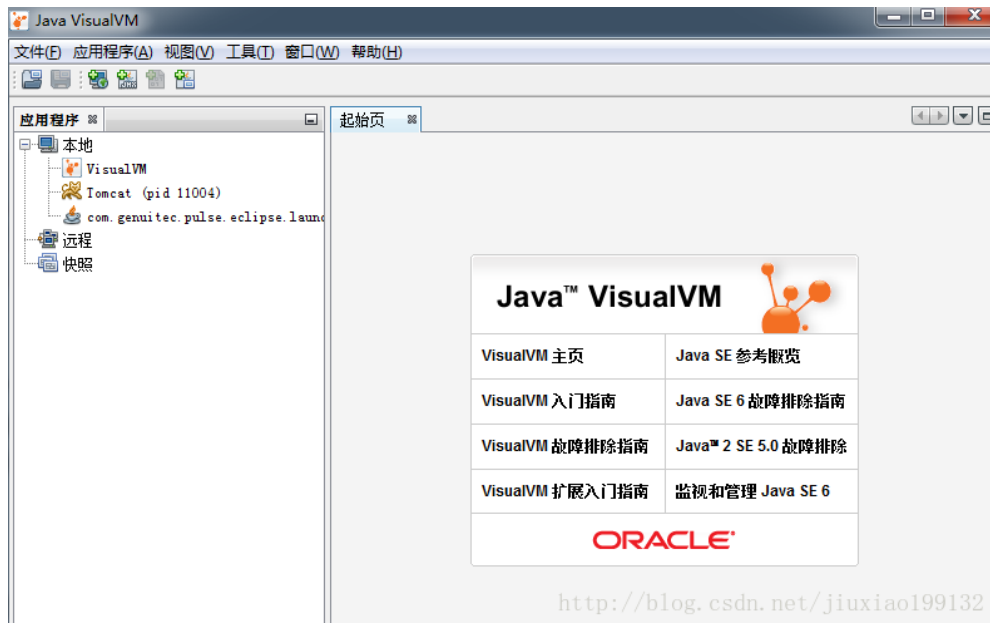 Java VisualVM
文件(F) 应用程序(A) 视图(V) 工具(T) 窗口(W) 帮助(H)
应用程序
起始页
本地
VisualVM
Tomcat (pid 11004)
com.genuitec.pulse.eclipse.laun
远程
快照
Java™ VisualVM
VisualVM 主页
Java SE 参考概览
VisualVM 入门指南
Java SE 6 故障排除指南
VisualVM 故障排除指南
Java™ 2 SE 5.0 故障排除
VisualVM 扩展入门指南
监视和管理 Java SE 6
ORACLE
http://blog.csdn.net/jiuxiao199132